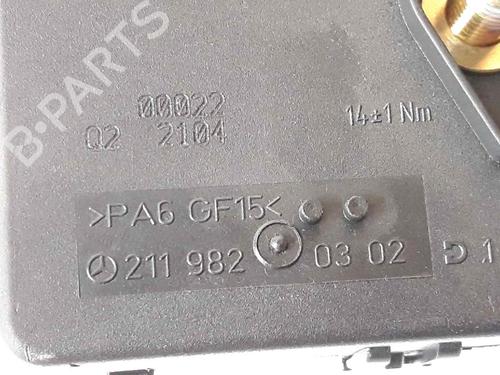 B-PARTS
00022
Q2 2104
14±1 Nm
>PA6 GF15<
211 982 03 02